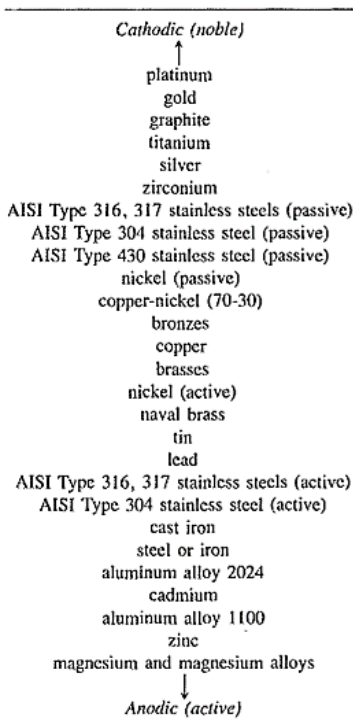 Cathodic (noble)
↑
platinum
gold
graphite
titanium
silver
zirconium
AISI Type 316, 317 stainless steels (passive)
AISI Type 304 stainless steel (passive)
AISI Type 430 stainless steel (passive)
nickel (passive)
copper-nickel (70-30)
bronzes
copper
brasses
nickel (active)
naval brass
tin
lead
AISI Type 316, 317 stainless steels (active)
AISI Type 304 stainless steel (active)
cast iron
steel or iron
aluminum alloy 2024
cadmium
aluminum alloy 1100
zinc
magnesium and magnesium alloys
↓
Anodic (active)